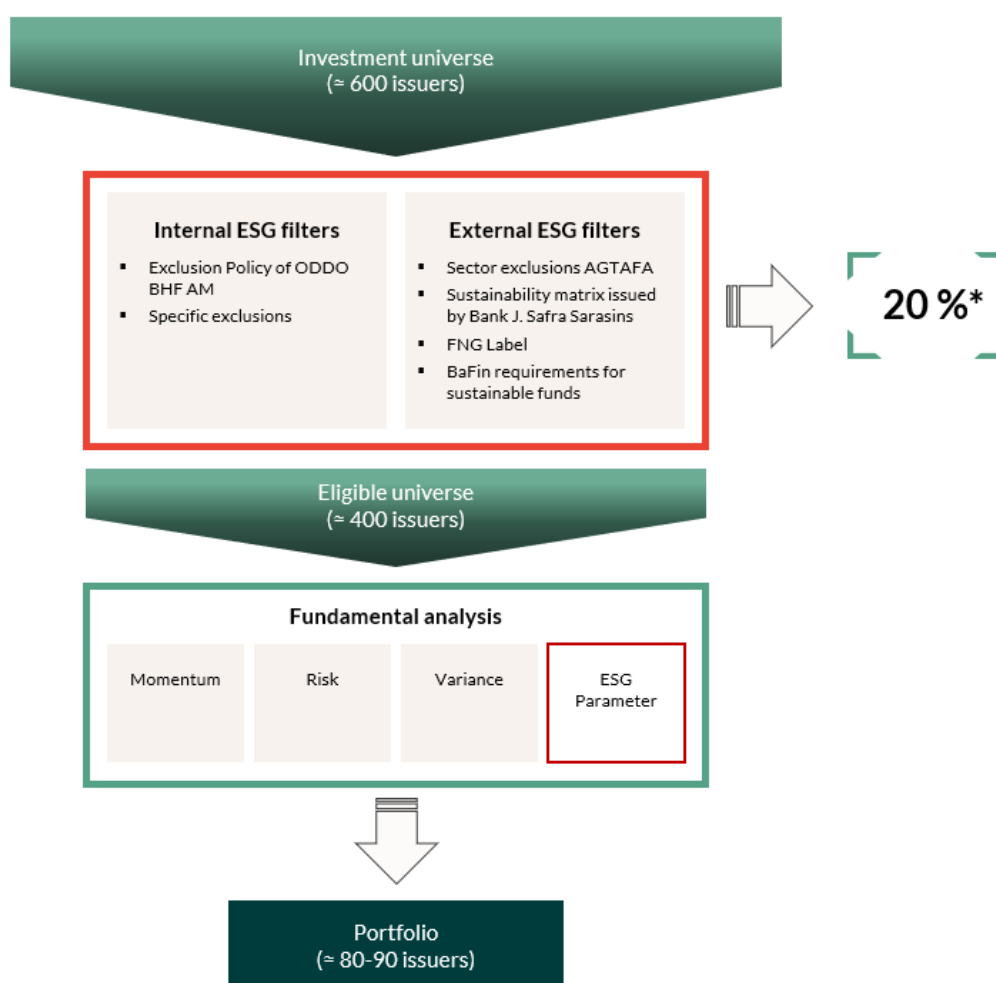 Investment universe
(≈ 600 issuers)
Internal ESG filters
▪ Exclusion Policy of ODDO
BHF AM
▪ Specific exclusions
External ESG filters
▪ Sector exclusions AGTAFA
▪ Sustainability matrix issued
by Bank J. Safra Sarasins
▪ FNG Label
▪ BaFin requirements for
sustainable funds
20 %*
Eligible universe
(≈ 400 issuers)
Fundamental analysis
Momentum
Risk
Variance
ESG
Parameter
Portfolio
(≈ 80-90 issuers)